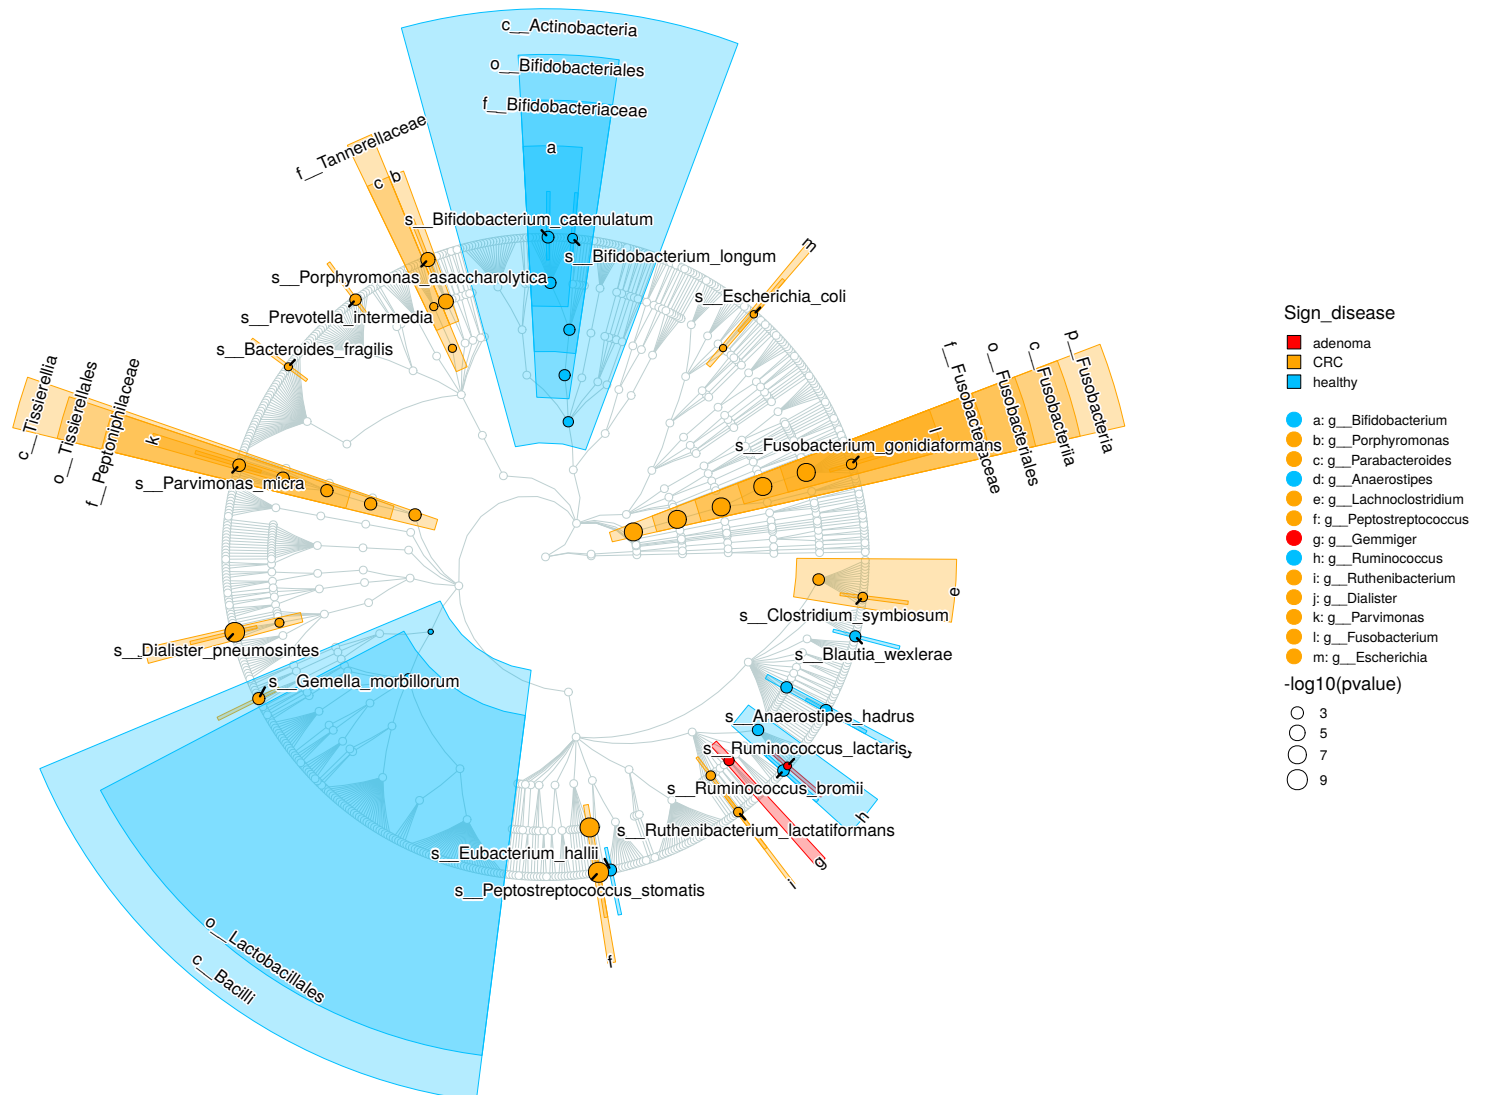 c__Actinobacteria
o__Bifidobacteriales
f__Bifidobacteriaceae
a
f__Tannerellaceae
c
b
s__Bifidobacterium_catenulatum
s__Bifidobacterium_longum
m
s__Porphyromonas_asaccharolytica
s__Escherichia_coli
s__Prevotella_intermedia
s__Bacteroides_fragilis
c__Tissierellia
o__Tissierellales
f__Peptoniphilaceae
k
s__Parvimonas_micra
f__Fusobacteriaceae
o__Fusobacteriales
c__Fusobacteriia
p__Fusobacteria
l
s__Fusobacterium_gonidiaformans
e
s__Clostridium_symbiosum
s__Blautia_wexlerae
s__Dialister_pneumosintes
j
s__Gemella_morbillorum
s__Anaerostipes_hadrus
d
s__Ruminococcus_lactaris
s__Ruminococcus_bromii
h
s__Ruthenibacterium_lactatiformans
g
i
s__Eubacterium_hallii
s__Peptostreptococcus_stomatis
f
o__Lactobacillales
c__Bacilli
Sign_disease
adenoma
CRC
healthy
a: g__Bifidobacterium
b: g__Porphyromonas
c: g__Parabacteroides
d: g__Anaerostipes
e: g__Lachnoclostridium
f: g__Peptostreptococcus
g: g__Gemmiger
h: g__Ruminococcus
i: g__Ruthenibacterium
j: g__Dialister
k: g__Parvimonas
l: g__Fusobacterium
m: g__Escherichia
-log10(pvalue)
3
5
7
9